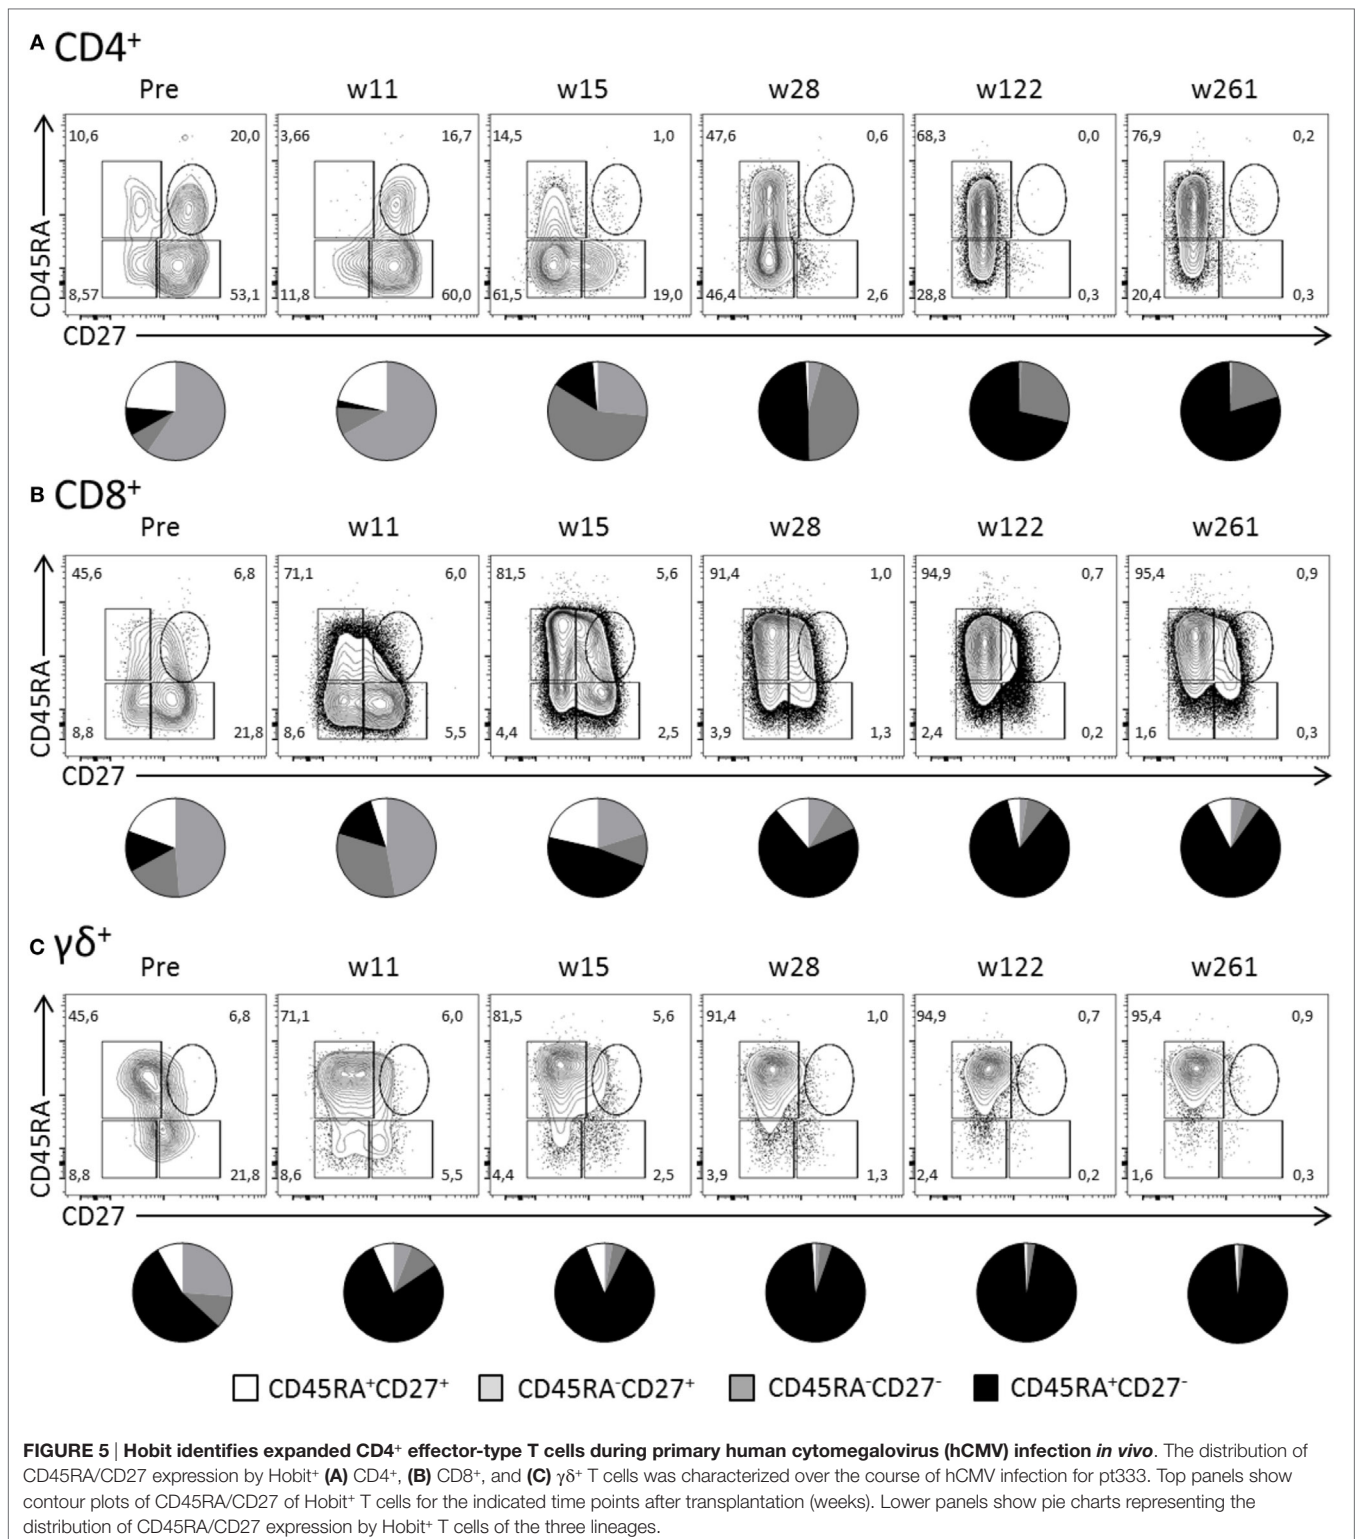 A CD4⁺
Pre w11 w15 w28 w122 w261
10,6 20,0 3,66 16,7 14,5 1,0 47,6 0,6 68,3 0,0 76,9 0,2
CD45RA
8,57 53,1 11,8 60,0 61,5 19,0 46,4 2,6 28,8 0,3 20,4 0,3
CD27
B CD8⁺
Pre w11 w15 w28 w122 w261
45,6 6,8 71,1 6,0 81,5 5,6 91,4 1,0 94,9 0,7 95,4 0,9
CD45RA
8,8 21,8 8,6 5,5 4,4 2,5 3,9 1,3 2,4 0,2 1,6 0,3
CD27
C γδ⁺
Pre w11 w15 w28 w122 w261
45,6 6,8 71,1 6,0 81,5 5,6 91,4 1,0 94,9 0,7 95,4 0,9
CD45RA
8,8 21,8 8,6 5,5 4,4 2,5 3,9 1,3 2,4 0,2 1,6 0,3
CD27
CD45RA⁺CD27⁺ CD45RA⁻CD27⁺ CD45RA⁻CD27⁻ CD45RA⁺CD27⁻
FIGURE 5 | Hobit identifies expanded CD4⁺ effector-type T cells during primary human cytomegalovirus (hCMV) infection in vivo. The distribution of
CD45RA/CD27 expression by Hobit⁺ (A) CD4⁺, (B) CD8⁺, and (C) γδ⁺ T cells was characterized over the course of hCMV infection for pt333. Top panels show
contour plots of CD45RA/CD27 of Hobit⁺ T cells for the indicated time points after transplantation (weeks). Lower panels show pie charts representing the
distribution of CD45RA/CD27 expression by Hobit⁺ T cells of the three lineages.